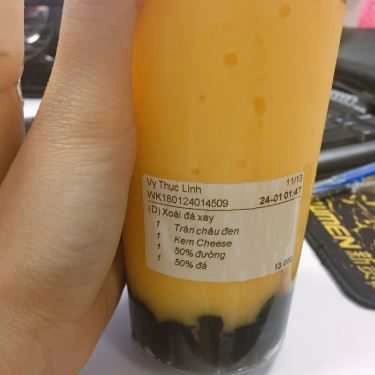 Vy Thục Linh 11/13
WK180124014509 24-01 01:47
(D) Xoài đá xay
1 Trân châu đen
1 Kem Cheese
1 50% đường
1 50% đá